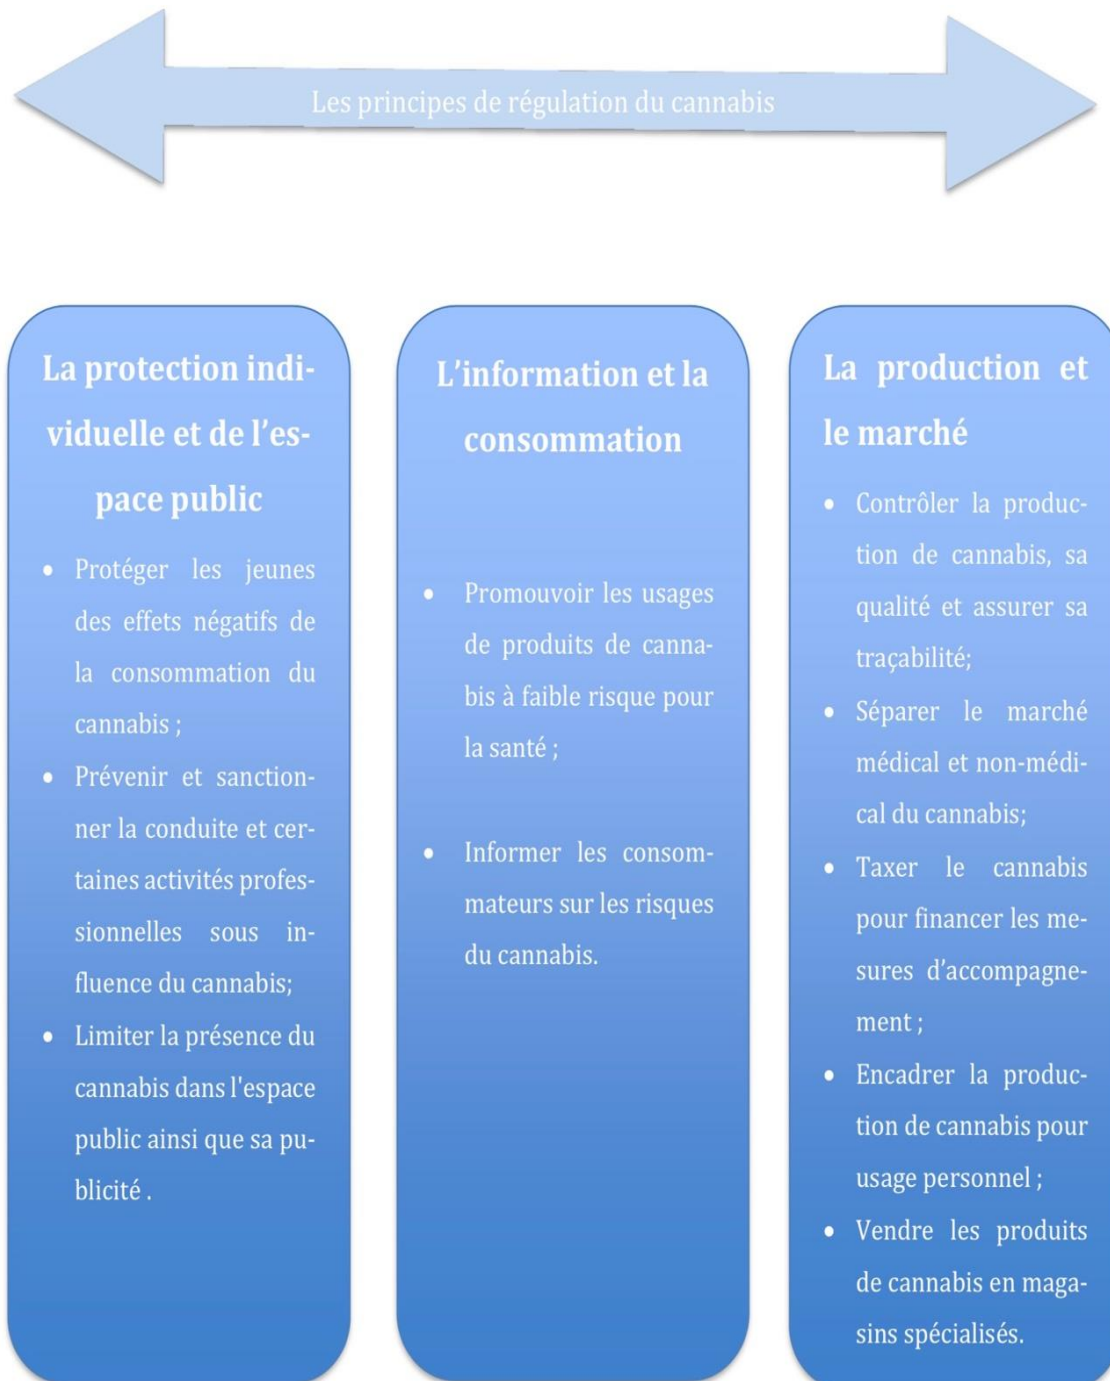 Les principes de régulation du cannabis
La protection indi-
viduelle et de l'es-
pace public
• Protéger les jeunes
des effets négatifs de
la consommation du
cannabis ;
• Prévenir et sanction-
ner la conduite et cer-
taines activités profes-
sionnelles sous in-
fluence du cannabis;
• Limiter la présence du
cannabis dans l'espace
public ainsi que sa pu-
blicité .
L'information et la
consommation
• Promouvoir les usages
de produits de canna-
bis à faible risque pour
la santé ;
• Informer les consom-
mateurs sur les risques
du cannabis.
La production et
le marché
• Contrôler la produc-
tion de cannabis, sa
qualité et assurer sa
traçabilité;
• Séparer le marché
médical et non-médi-
cal du cannabis;
• Taxer le cannabis
pour financer les me-
sures d'accompagne-
ment ;
• Encadrer la produc-
tion de cannabis pour
usage personnel ;
• Vendre les produits
de cannabis en maga-
sins spécialisés.